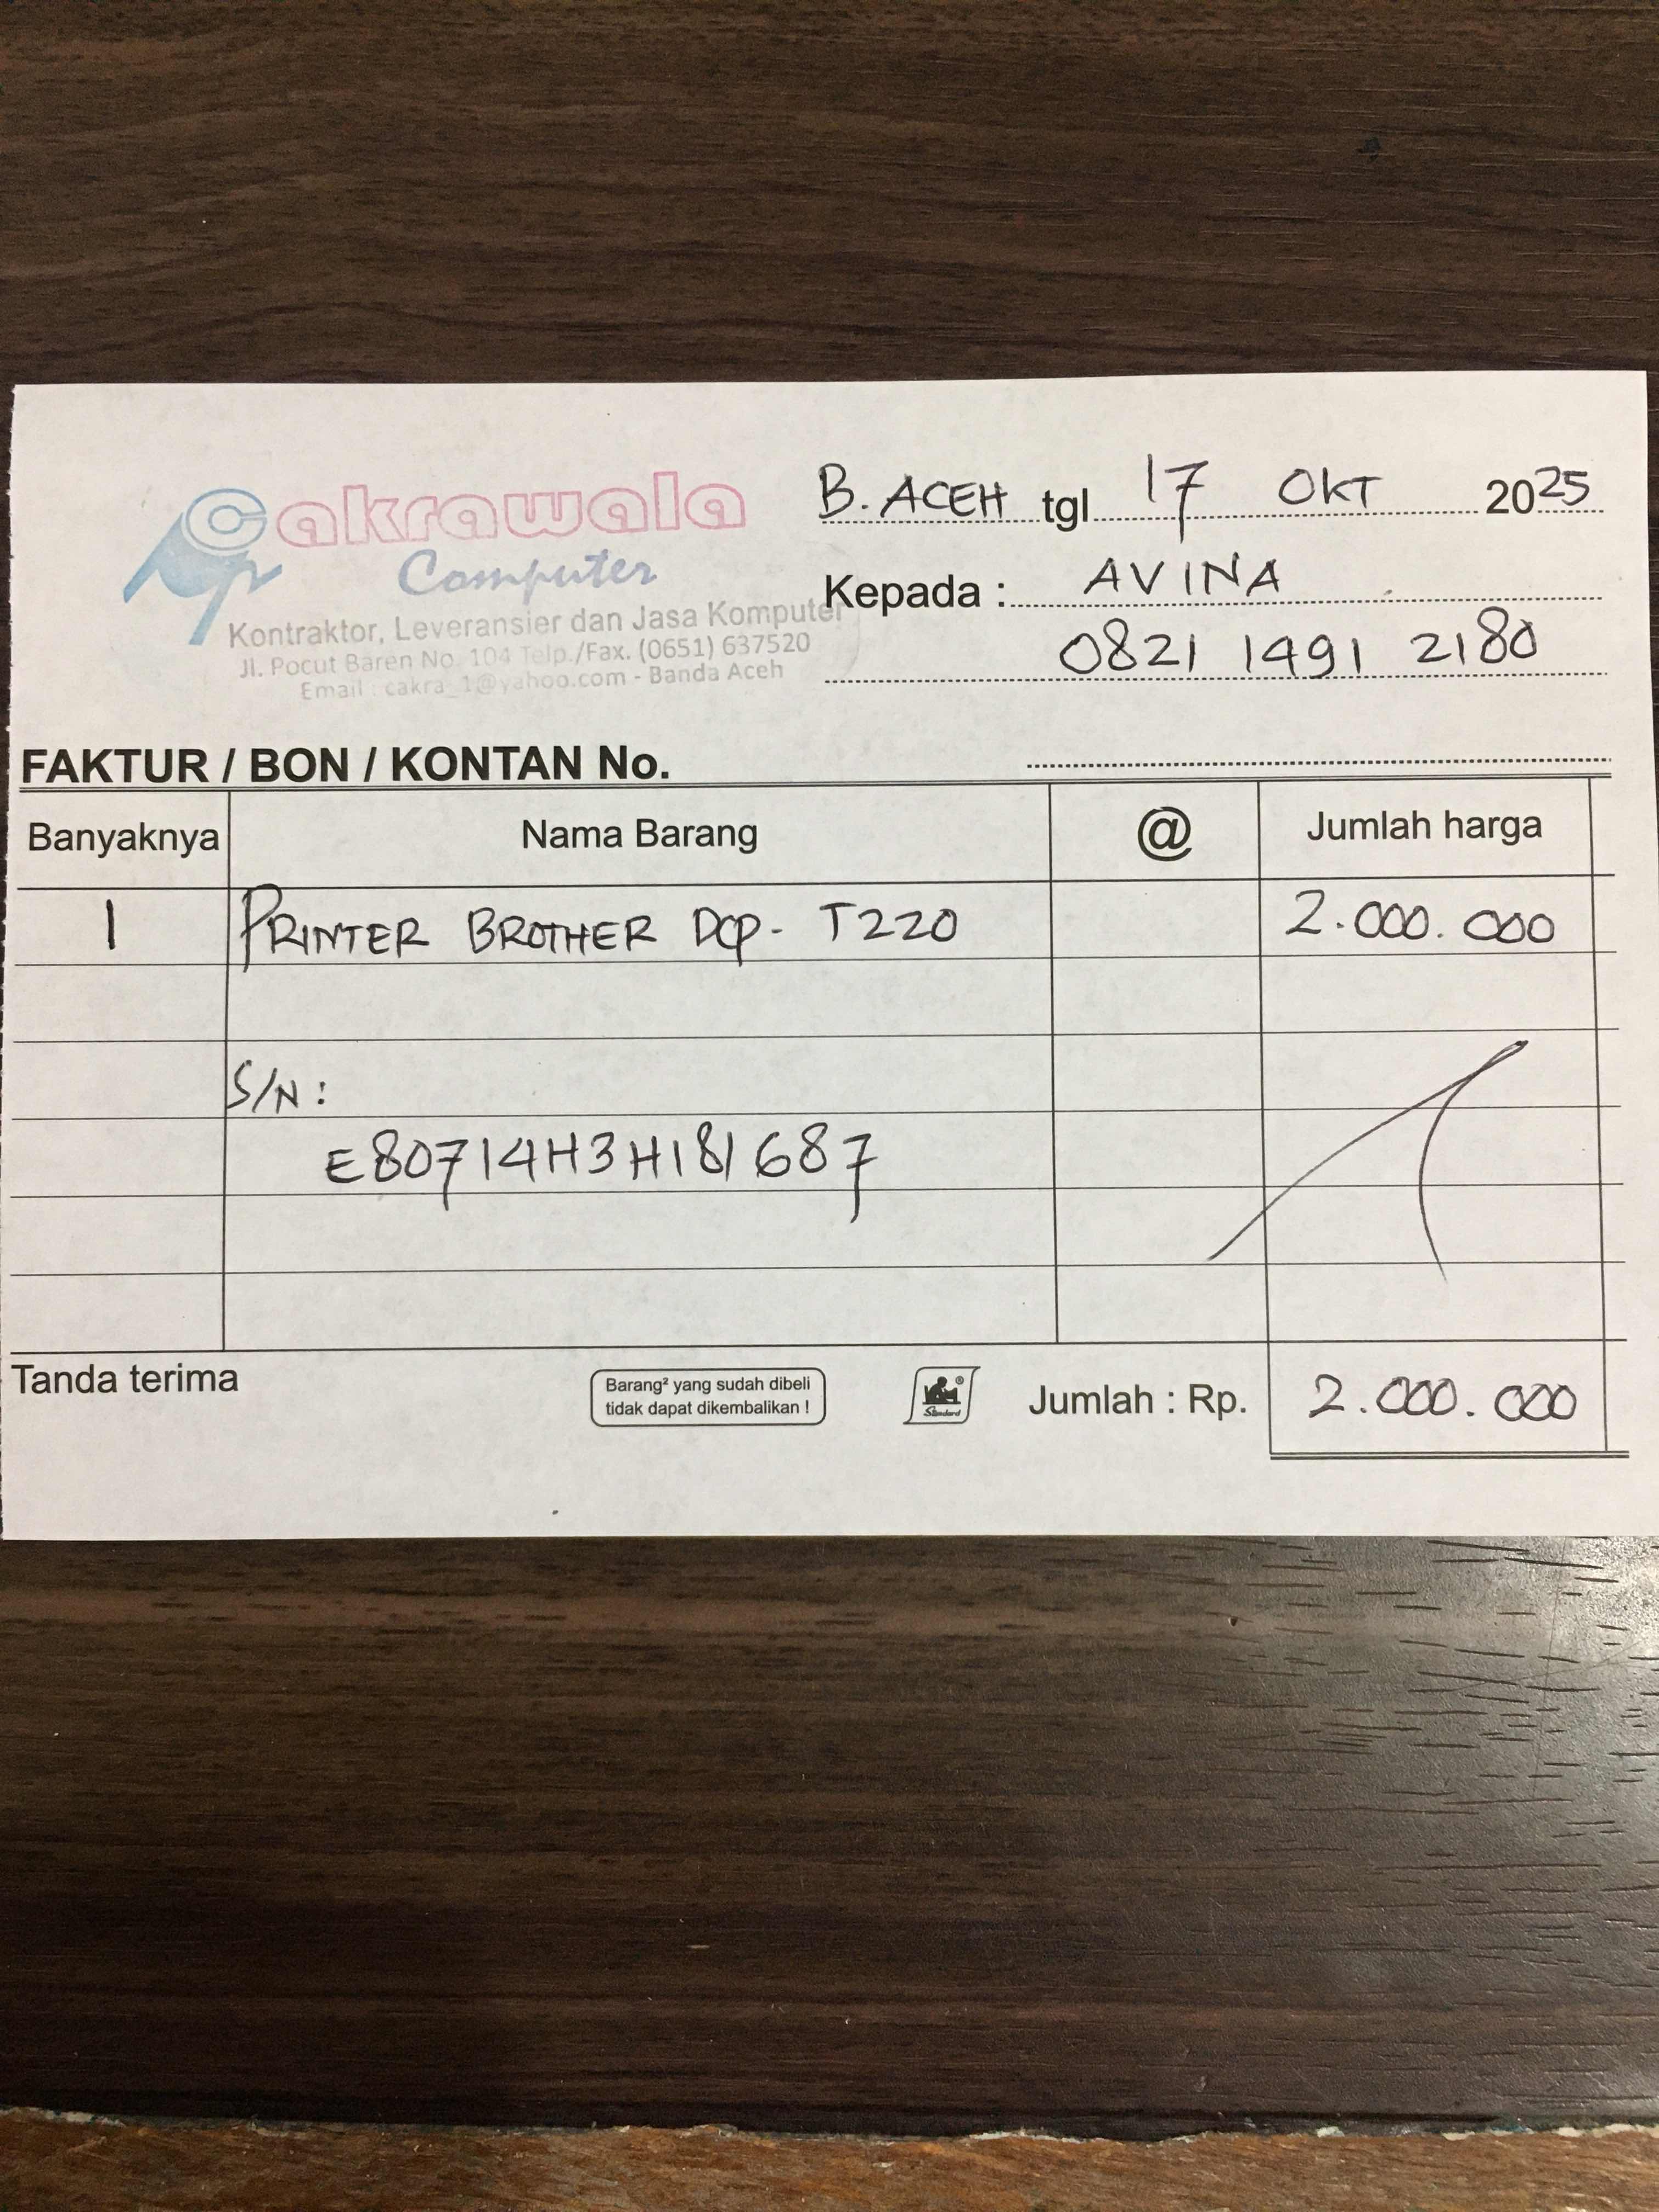 Cakrawala
Computer
Kontraktor, Leveransier dan Jasa Komputer
Jl. Pocut Baren No. 104 Telp./Fax. (0651) 637520
Email : cakra_1@yahoo.com - Banda Aceh
B. ACEH tgl 17 OKT 2025
Kepada : AVINA
0821 1491 2180
FAKTUR / BON / KONTAN No.
Banyaknya Nama Barang @ Jumlah harga
1 PRINTER BROTHER DCP- T220 2.000.000
S/N :
E80714H3H181687
Tanda terima
Barang² yang sudah dibeli
tidak dapat dikembalikan !
Standard
Jumlah : Rp. 2.000.000